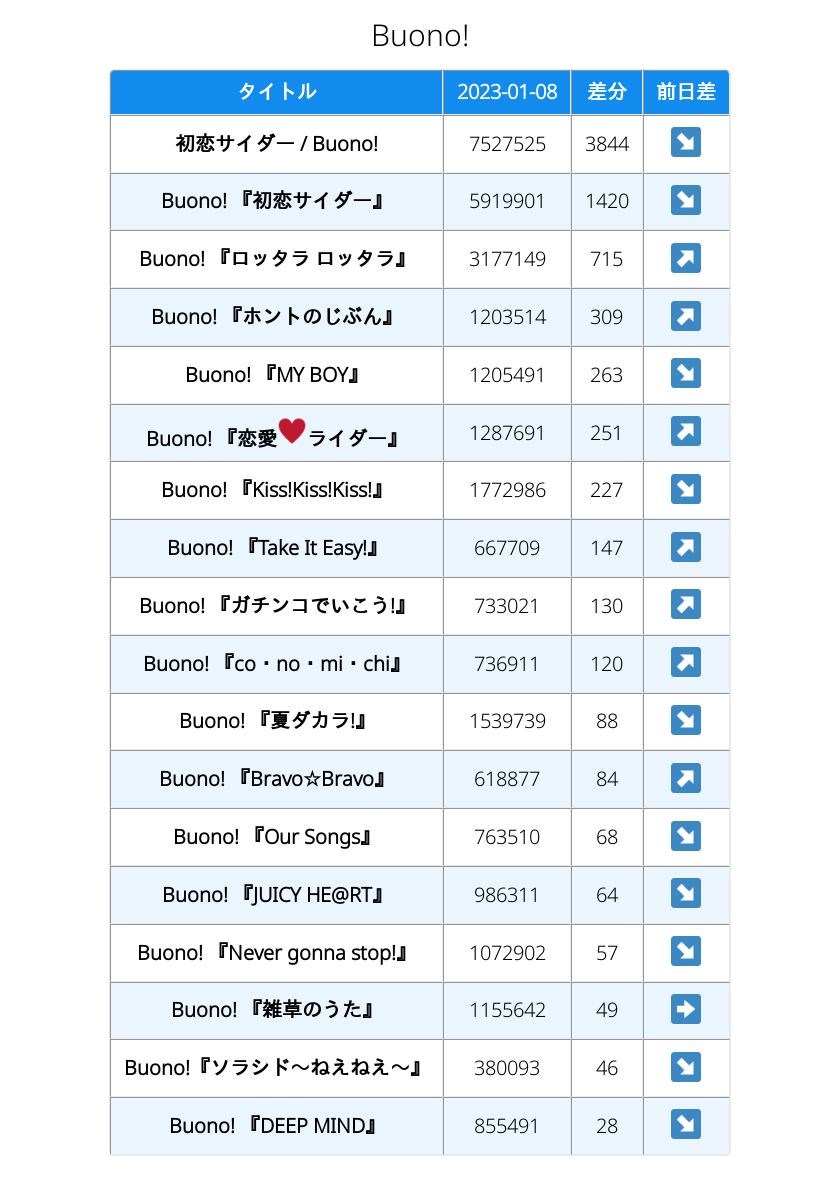 Buono!
タイトル 2023-01-08 差分 前日差
初恋サイダー / Buono! 7527525 3844 ↘
Buono! 『初恋サイダー』 5919901 1420 ↘
Buono! 『ロッタラ ロッタラ』 3177149 715 ↗
Buono! 『ホントのじぶん』 1203514 309 ↗
Buono! 『MY BOY』 1205491 263 ↘
Buono! 『恋愛♥ライダー』 1287691 251 ↗
Buono! 『Kiss!Kiss!Kiss!』 1772986 227 ↘
Buono! 『Take It Easy!』 667709 147 ↗
Buono! 『ガチンコでいこう!』 733021 130 ↗
Buono! 『co・no・mi・chi』 736911 120 ↗
Buono! 『夏ダカラ!』 1539739 88 ↘
Buono! 『Bravo☆Bravo』 618877 84 ↗
Buono! 『Our Songs』 763510 68 ↘
Buono! 『JUICY HE@RT』 986311 64 ↘
Buono! 『Never gonna stop!』 1072902 57 ↘
Buono! 『雑草のうた』 1155642 49 →
Buono!『ソラシド〜ねえねえ〜』 380093 46 ↘
Buono! 『DEEP MIND』 855491 28 ↘